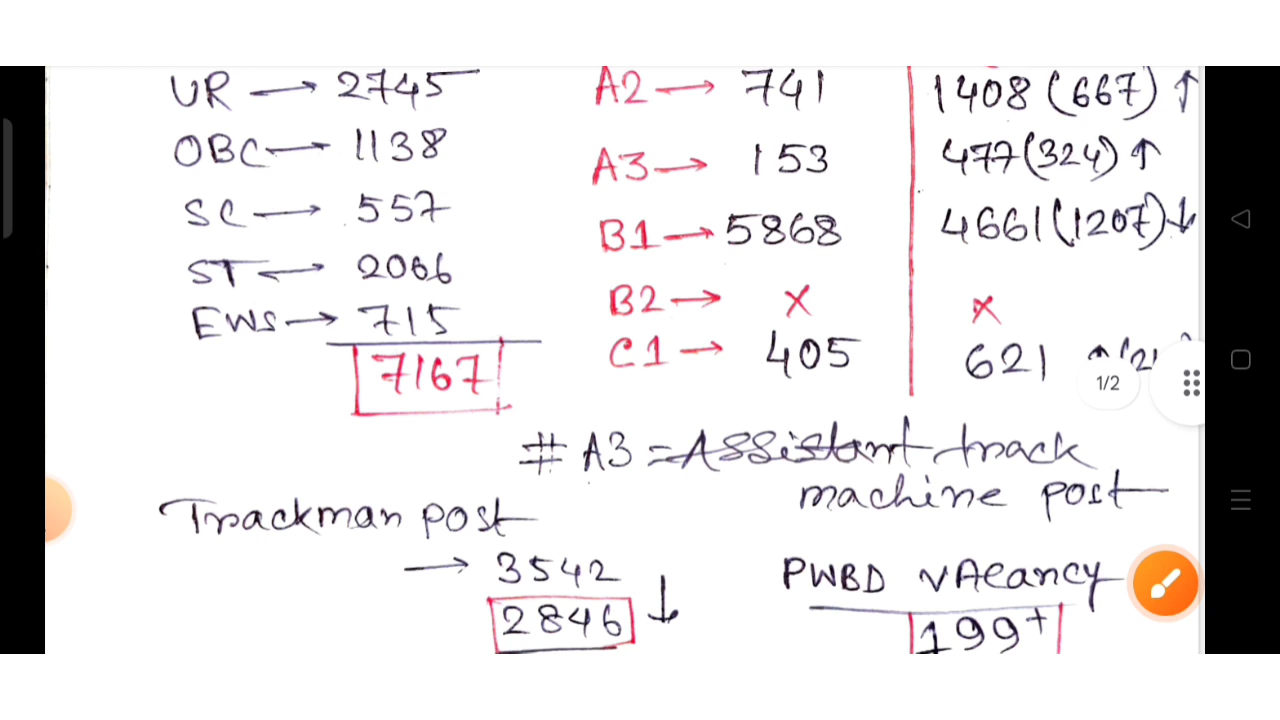 UR → 2745
OBC → 1138
SC → 557
ST → 2066
EWS → 715
7167
A2 → 741
A3 → 153
B1 → 5868
B2 → X
C1 → 405
1408 (667) ↑
477 (324) ↑
4661 (1207) ↓
X
621 ↑
1/2
# A3 = Assistant track
machine post
Trackman post
→ 3542
2846 ↓
PWBD vAcancy
199+